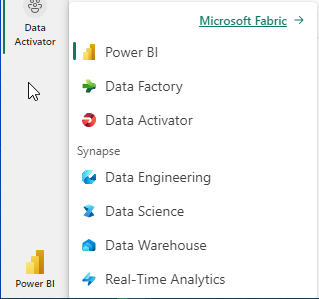 Data
Activator
Power BI
Microsoft Fabric
Power BI
Data Factory
Data Activator
Synapse
Data Engineering
Data Science
Data Warehouse
Real-Time Analytics